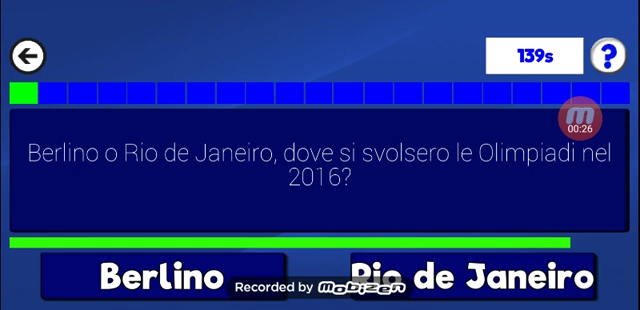 139s
?
m
00:26
Berlino o Rio de Janeiro, dove si svolsero le Olimpiadi nel
2016?
Berlino
Rio de Janeiro
Recorded by mobizen